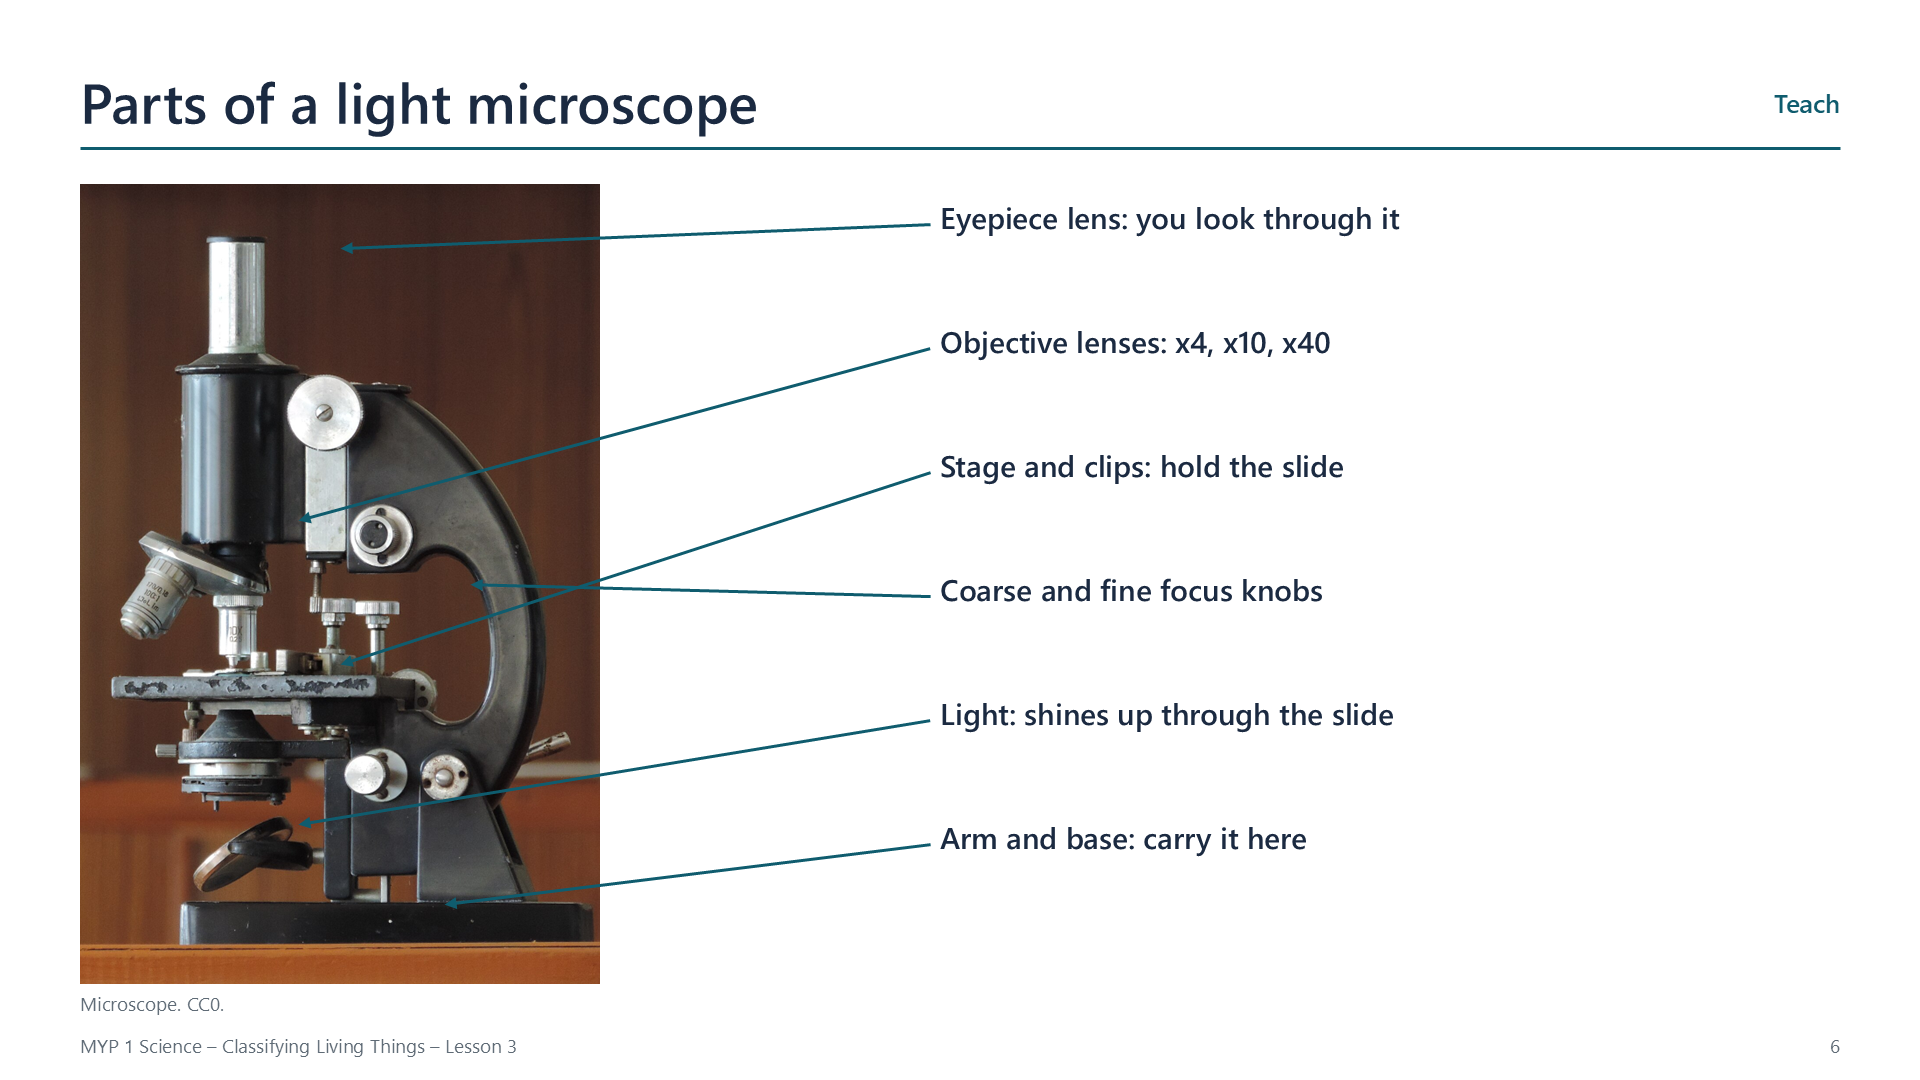 Parts of a light microscope
Teach
Eyepiece lens: you look through it
Objective lenses: x4, x10, x40
Stage and clips: hold the slide
Coarse and fine focus knobs
Light: shines up through the slide
Arm and base: carry it here
10X
Microscope. CC0.
MYP 1 Science – Classifying Living Things – Lesson 3
6